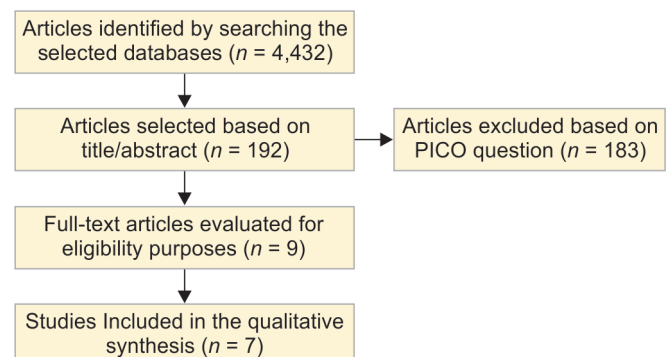 Articles identified by searching the
selected databases (n = 4,432)
Articles selected based on
title/abstract (n = 192)
Articles excluded based on
PICO question (n = 183)
Full-text articles evaluated for
eligibility purposes (n = 9)
Studies Included in the qualitative
synthesis (n = 7)